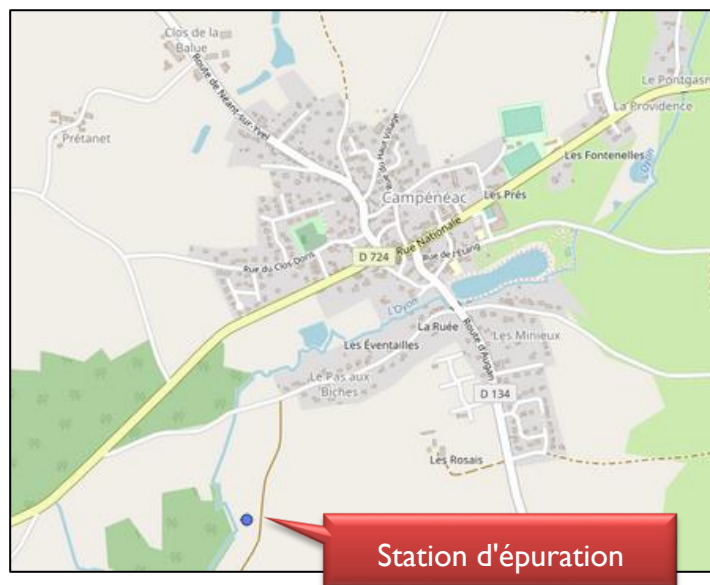 Clos de la
Balue
Route de Néant-sur-Yvel
Le Pontgasn
Prétanet
La Providence
Rue du Haut Village
Les Fontenelles
L'Oyon
Campénéac
Les Prés
Rue Nationale
Rue du Clos-Doris
D 724
Rue de l'Étang
L'Oyon
La Ruée
Les Éventailles
Les Minieux
Route d'Augan
Le Pas aux
Biches
D 134
Les Rosais
Station d'épuration